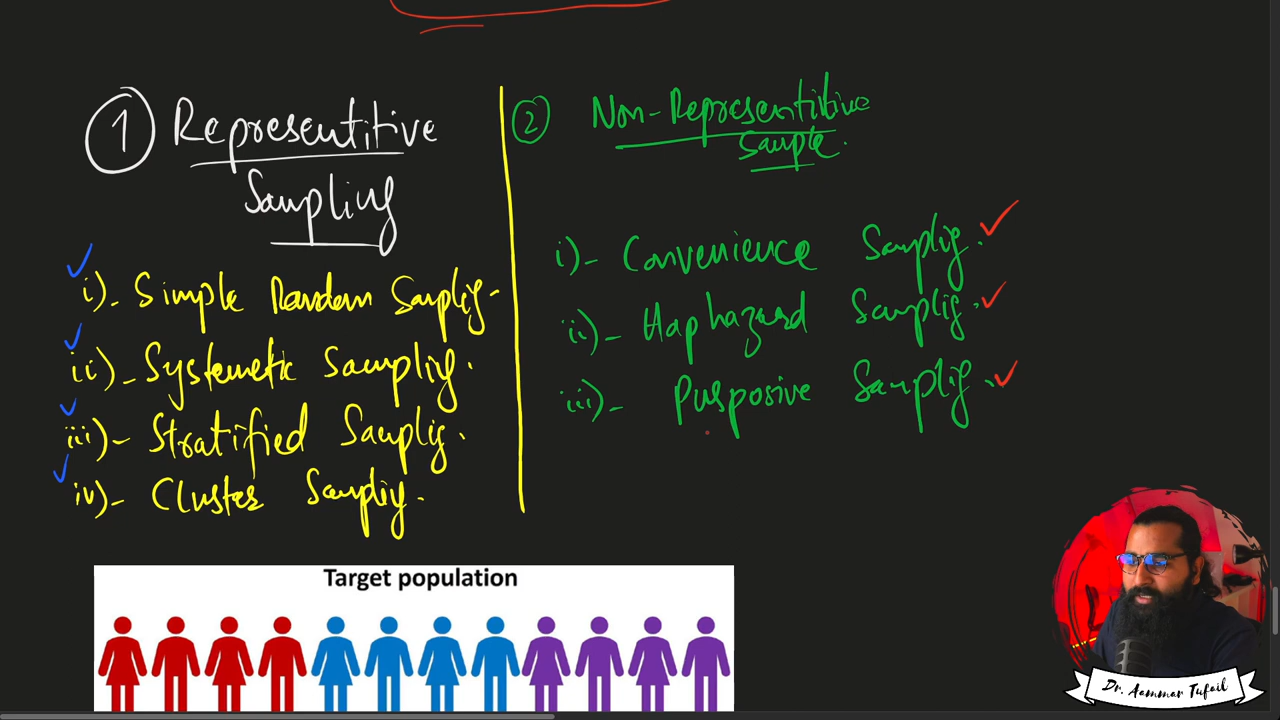 1 Representitive
Sampling
i)- Simple Random Samplig.
ii)- Systemetic Samplig.
iii)- Stratified Samplig.
iv)- Cluster Samplig.
2 Non-Representitive
Sample.
i)- Convenience Samplig.
ii)- Haphazard Samplig.
iii)- Purposive Samplig.
Target population
Dr. Aammar Tufail